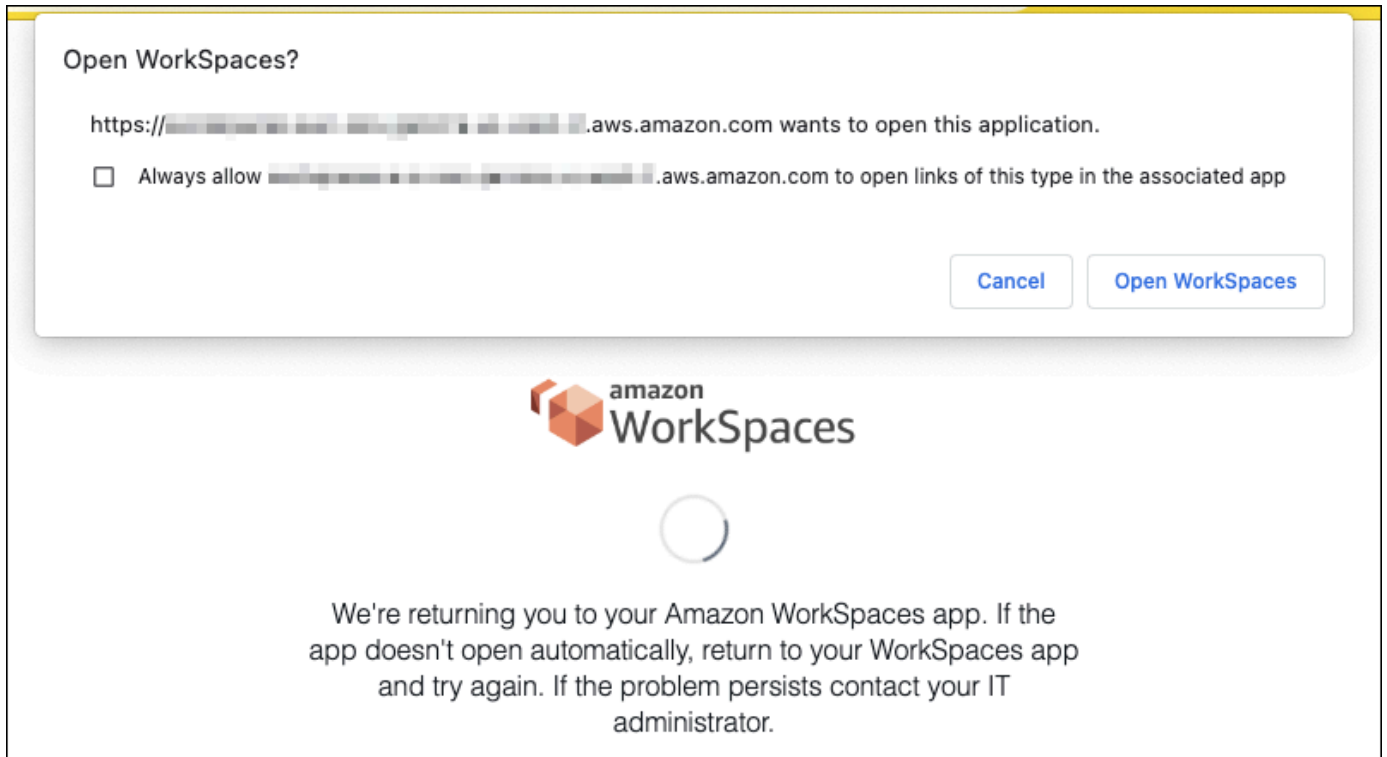 Open WorkSpaces?
https:// .aws.amazon.com wants to open this application.
Always allow .aws.amazon.com to open links of this type in the associated app
Cancel Open WorkSpaces
amazon
WorkSpaces
We're returning you to your Amazon WorkSpaces app. If the
app doesn't open automatically, return to your WorkSpaces app
and try again. If the problem persists contact your IT
administrator.